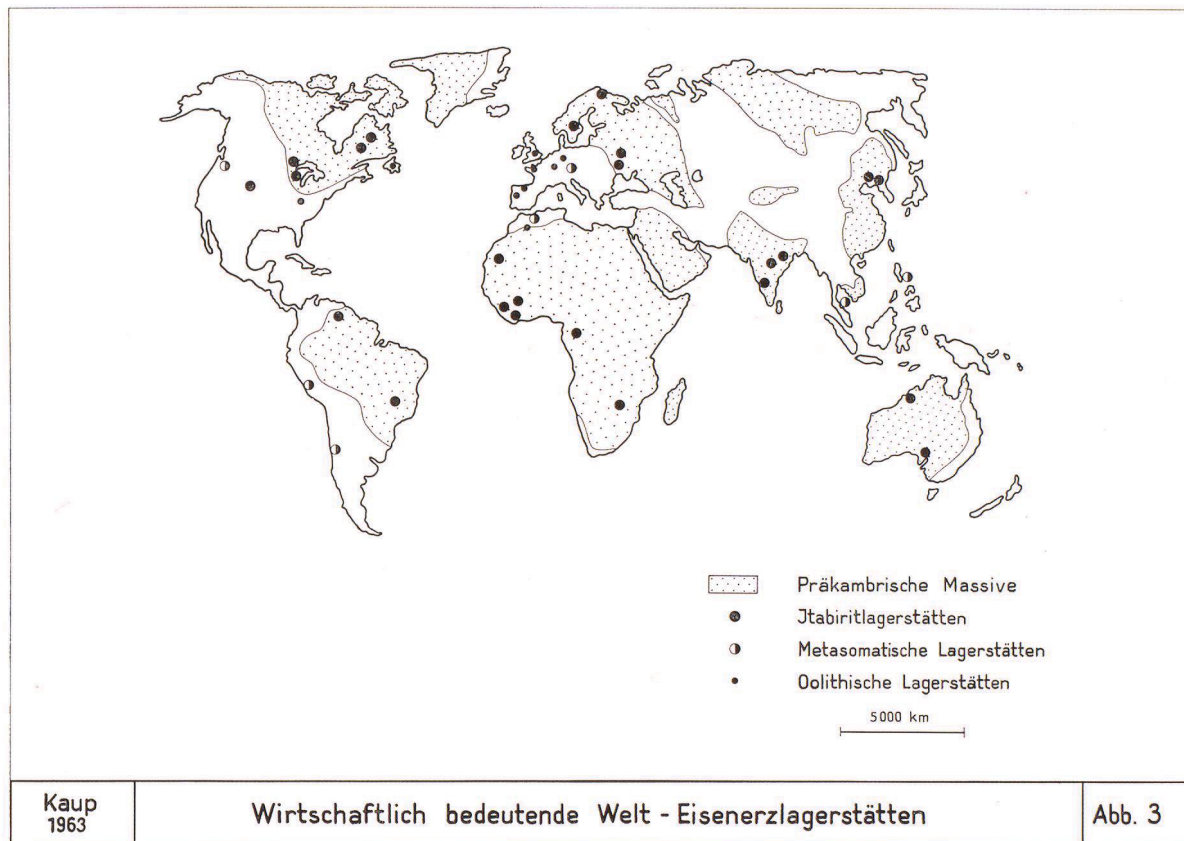 Präkambrische Massive
Jtabiritlagerstätten
Metasomatische Lagerstätten
Oolithische Lagerstätten
5000 km
Kaup
1963
Wirtschaftlich bedeutende Welt - Eisenerzlagerstätten
Abb. 3